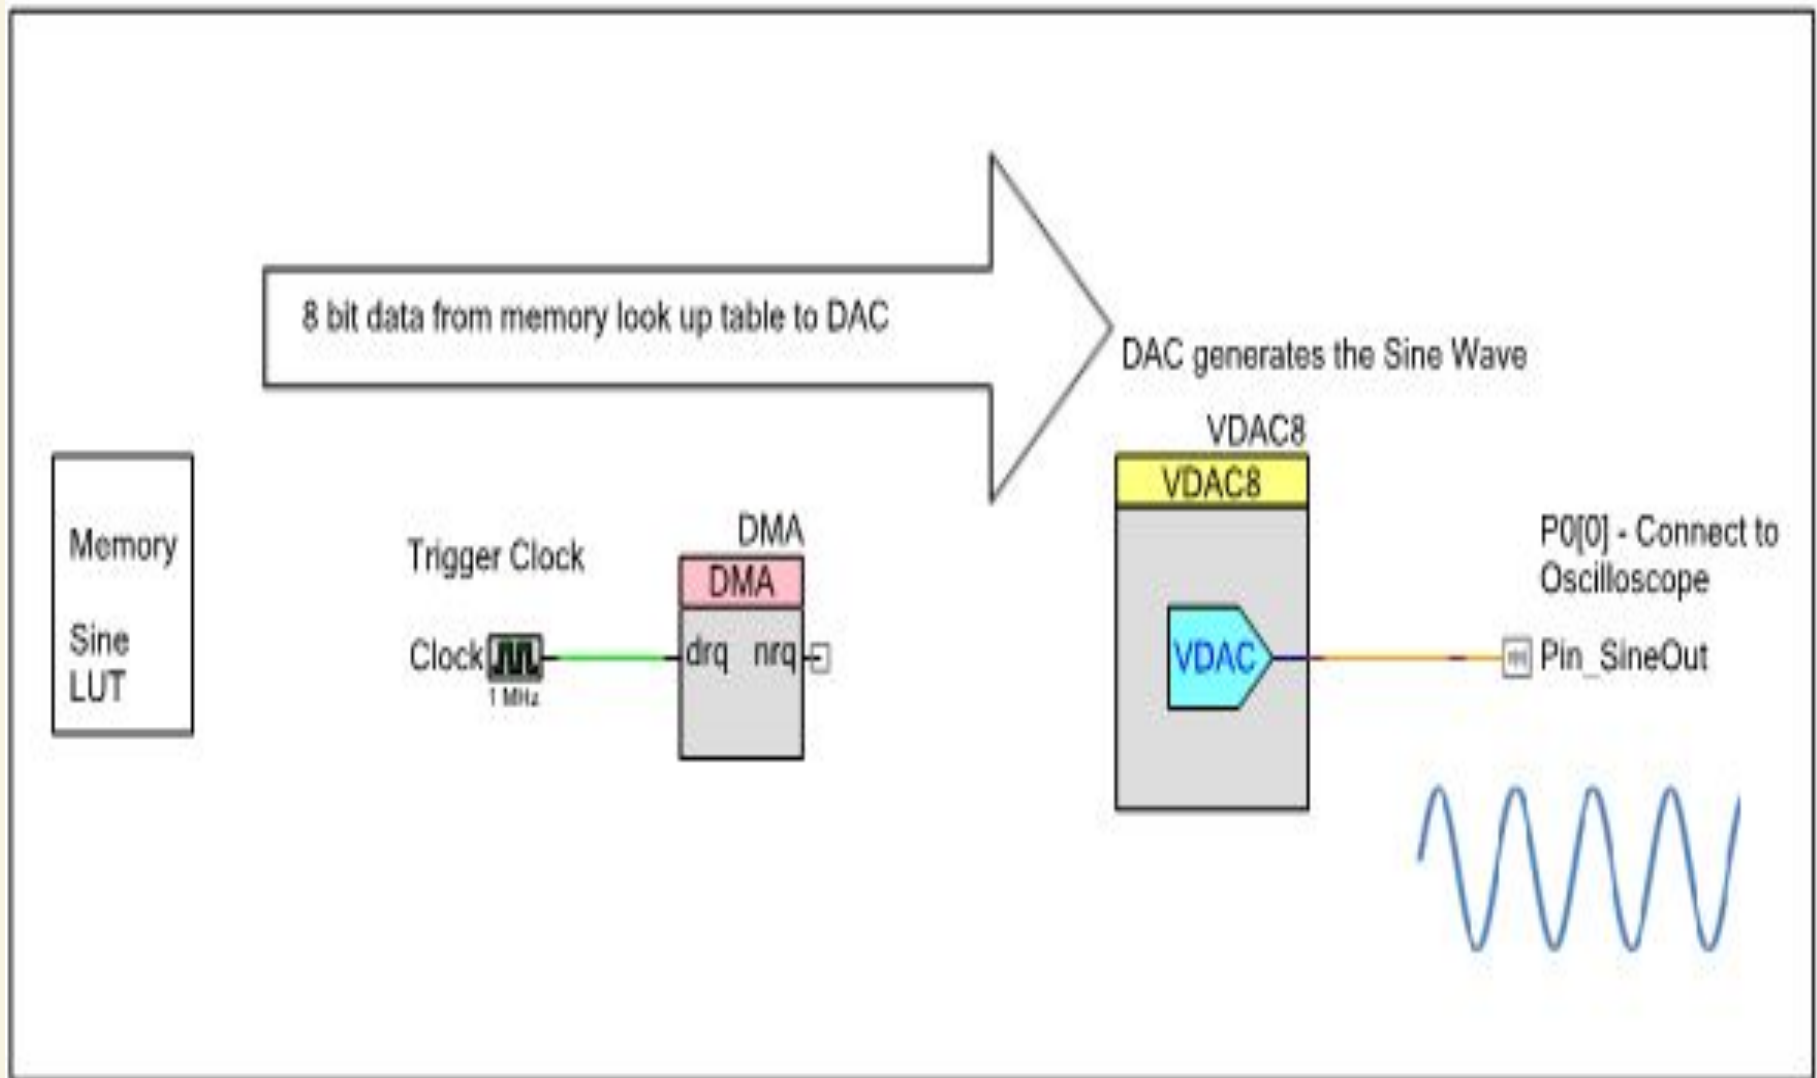 8 bit data from memory look up table to DAC
DAC generates the Sine Wave
VDAC8
VDAC8
VDAC
P0[0] - Connect to
Oscilloscope
Pin_SineOut
Memory
Sine
LUT
Trigger Clock
Clock
1 MHz
DMA
DMA
drq nrq